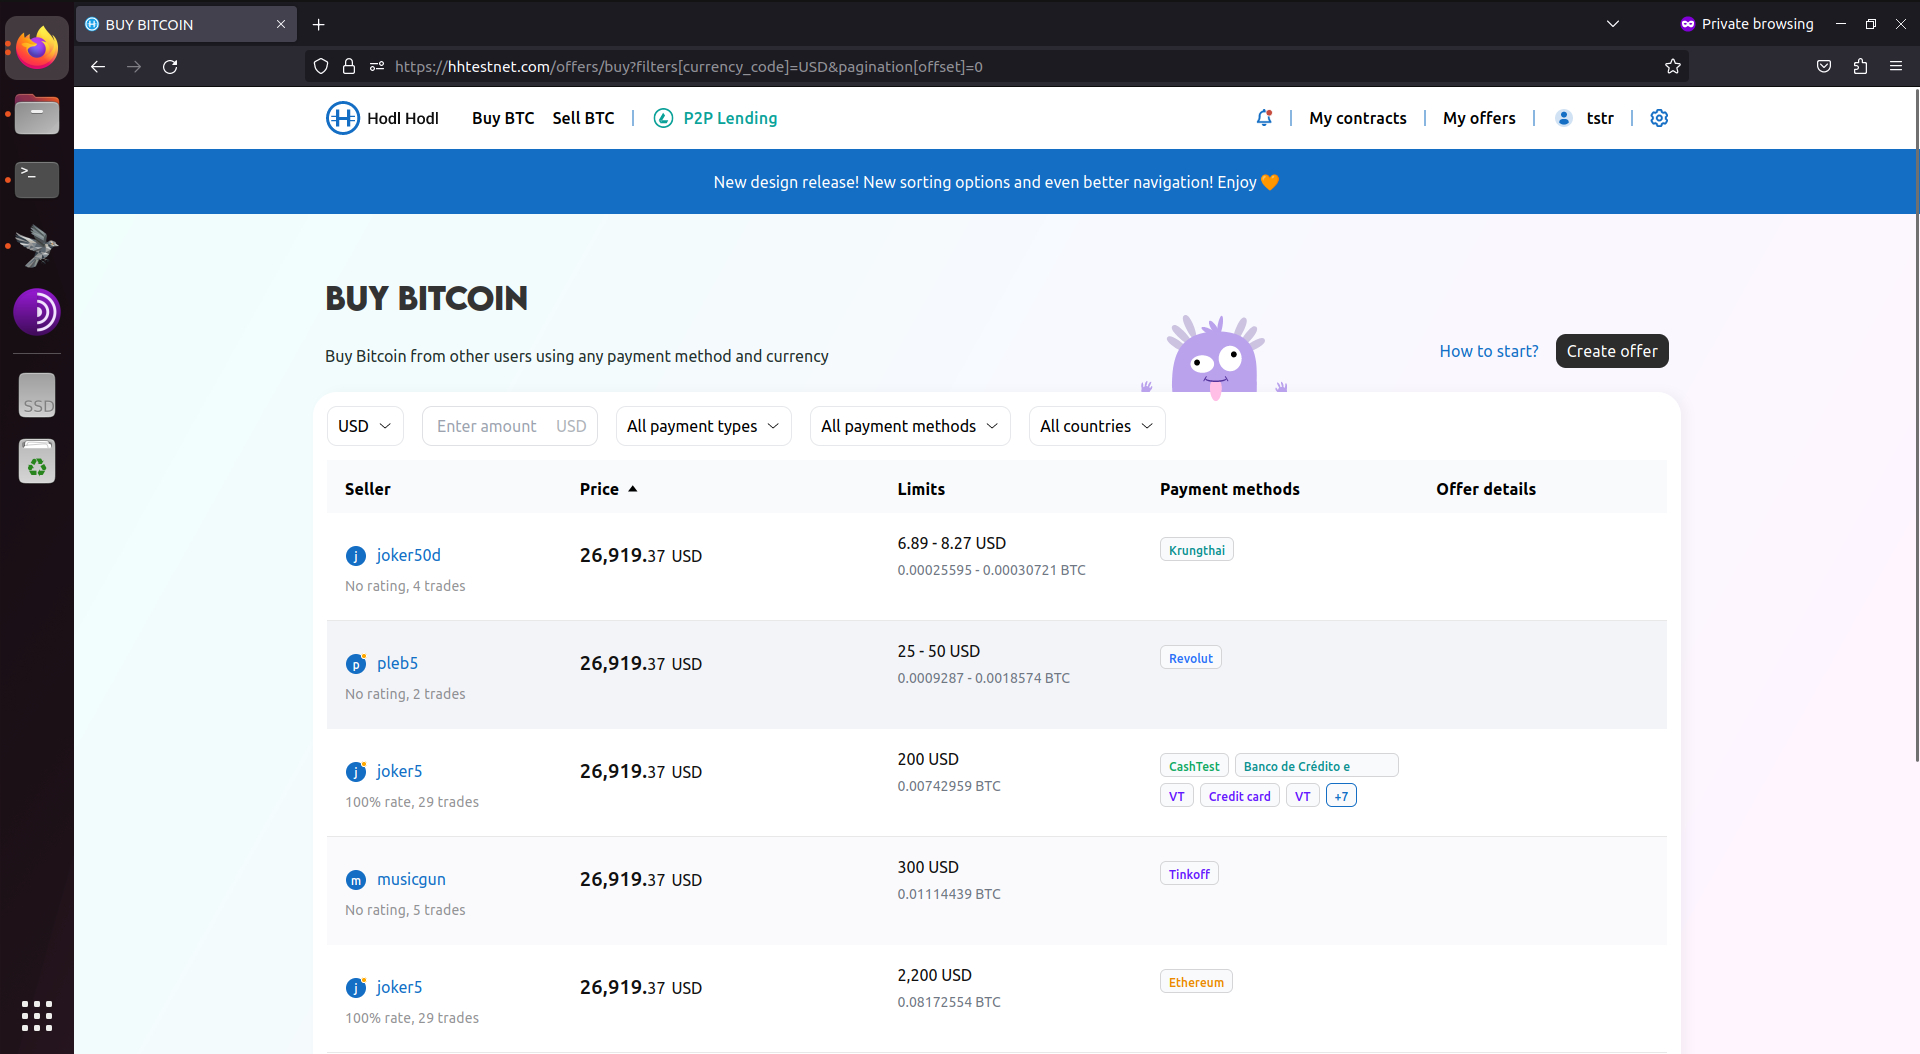 BUY BITCOIN
Private browsing
https://hhtestnet.com/offers/buy?filters[currency_code]=USD&pagination[offset]=0
Hodl Hodl
Buy BTC
Sell BTC
P2P Lending
My contracts
My offers
tstr
New design release! New sorting options and even better navigation! Enjoy 🧡
BUY BITCOIN
Buy Bitcoin from other users using any payment method and currency
How to start?
Create offer
USD
Enter amount USD
All payment types
All payment methods
All countries
Seller
Price
Limits
Payment methods
Offer details
j joker50d
No rating, 4 trades
26,919.37 USD
6.89 - 8.27 USD
0.00025595 - 0.00030721 BTC
Krungthai
p pleb5
No rating, 2 trades
26,919.37 USD
25 - 50 USD
0.0009287 - 0.0018574 BTC
Revolut
j joker5
100% rate, 29 trades
26,919.37 USD
200 USD
0.00742959 BTC
CashTest
Banco de Crédito e
VT
Credit card
VT
+7
m musicgun
No rating, 5 trades
26,919.37 USD
300 USD
0.01114439 BTC
Tinkoff
j joker5
100% rate, 29 trades
26,919.37 USD
2,200 USD
0.08172554 BTC
Ethereum
>_
SSD